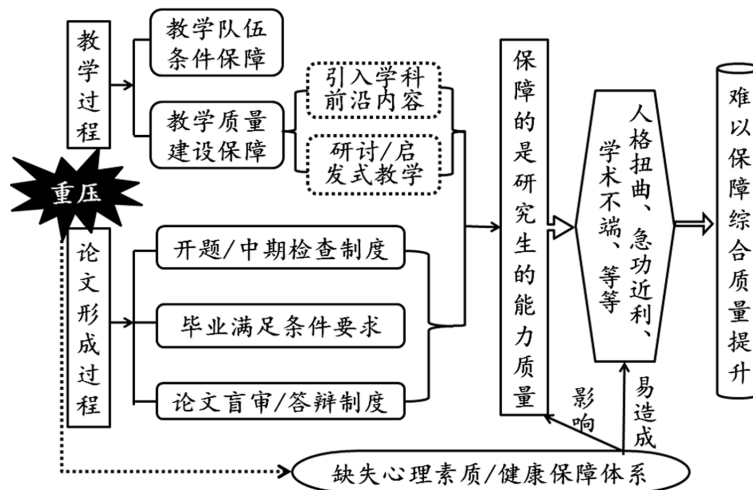 教学过程
教学队伍
条件保障
教学质量
建设保障
引入学科
前沿内容
研讨/启
发式教学
重压
论文形成过程
开题/中期检查制度
毕业满足条件要求
论文盲审/答辩制度
保障的是研究生的能力质量
人格扭曲、急功近利、
学术不端、等等
难以保障综合质量提升
影响
易造成
缺失心理素质/健康保障体系